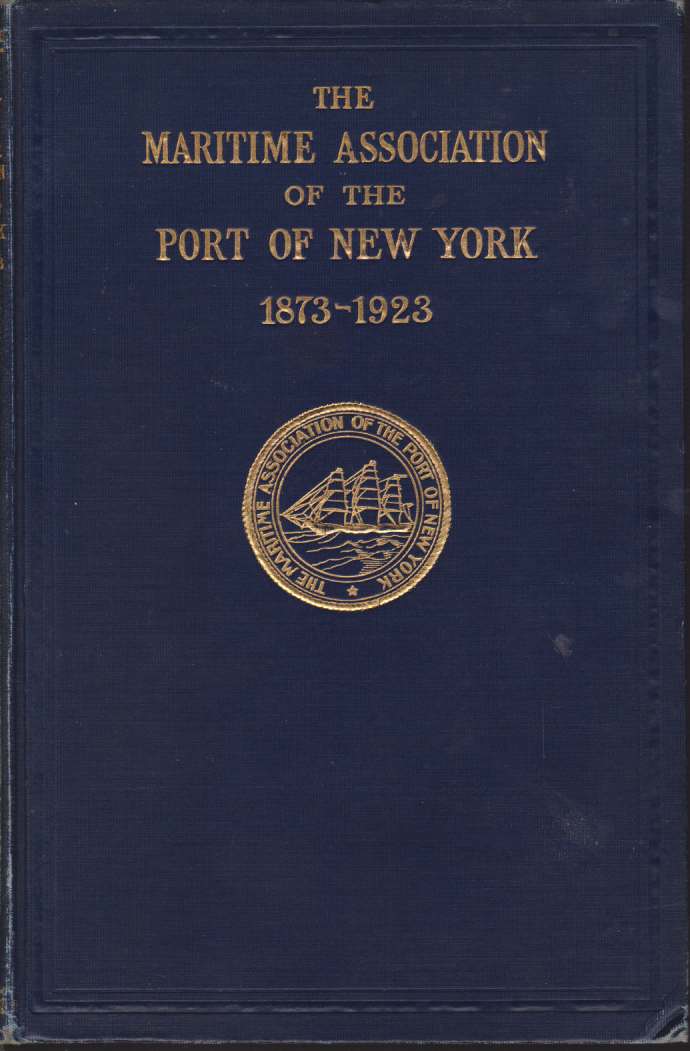 THE
MARITIME ASSOCIATION
OF THE
PORT OF NEW YORK
1873-1923
THE MARITIME ASSOCIATION OF THE PORT OF NEW YORK